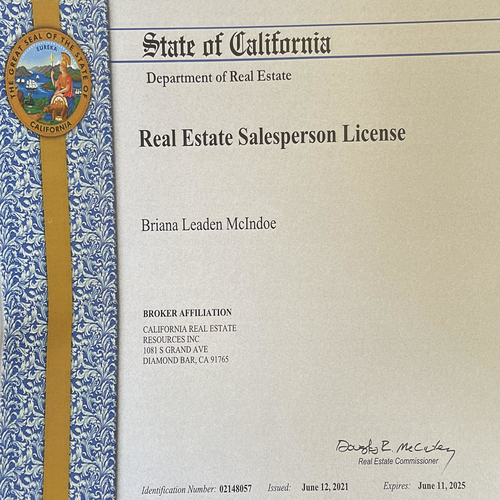 THE GREAT SEAL OF THE STATE OF CALIFORNIA
EUREKA
State of California
Department of Real Estate
Real Estate Salesperson License
Briana Leaden McIndoe
BROKER AFFILIATION
CALIFORNIA REAL ESTATE
RESOURCES INC
1081 S GRAND AVE
DIAMOND BAR, CA 91765
Real Estate Commissioner
Identification Number: 02148057 Issued: June 12, 2021 Expires: June 11, 2025